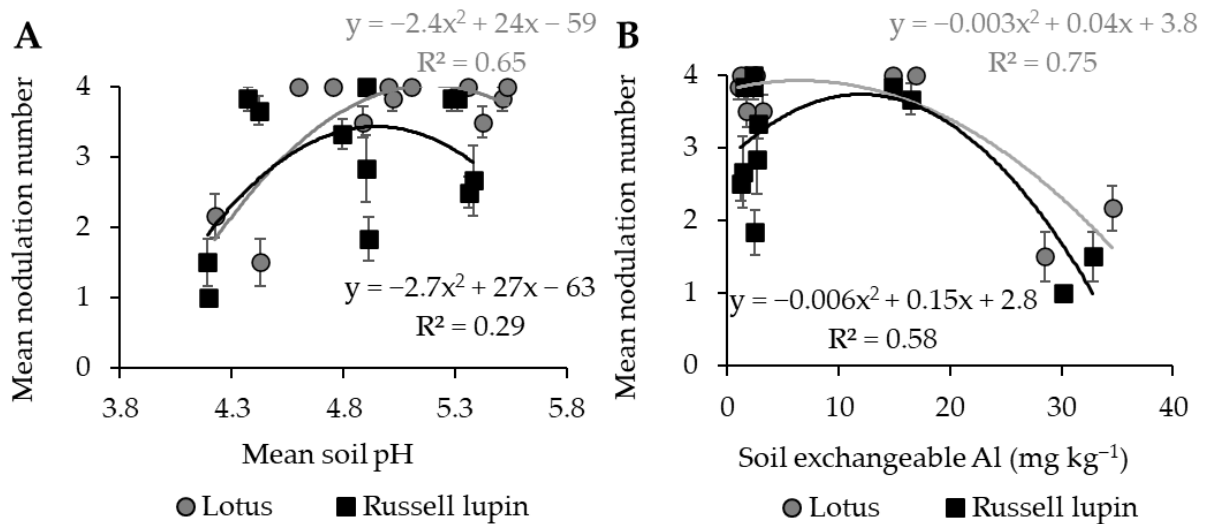 A
y = −2.4x² + 24x − 59
R² = 0.65
Mean nodulation number
4
3
2
1
0
y = −2.7x² + 27x − 63
R² = 0.29
3.8 4.3 4.8 5.3 5.8
Mean soil pH
Lotus Russell lupin
B
y = −0.003x² + 0.04x + 3.8
R² = 0.75
Mean nodulation number
4
3
2
1
0
y = −0.006x² + 0.15x + 2.8
R² = 0.58
0 10 20 30 40
Soil exchangeable Al (mg kg⁻¹)
Lotus Russell lupin